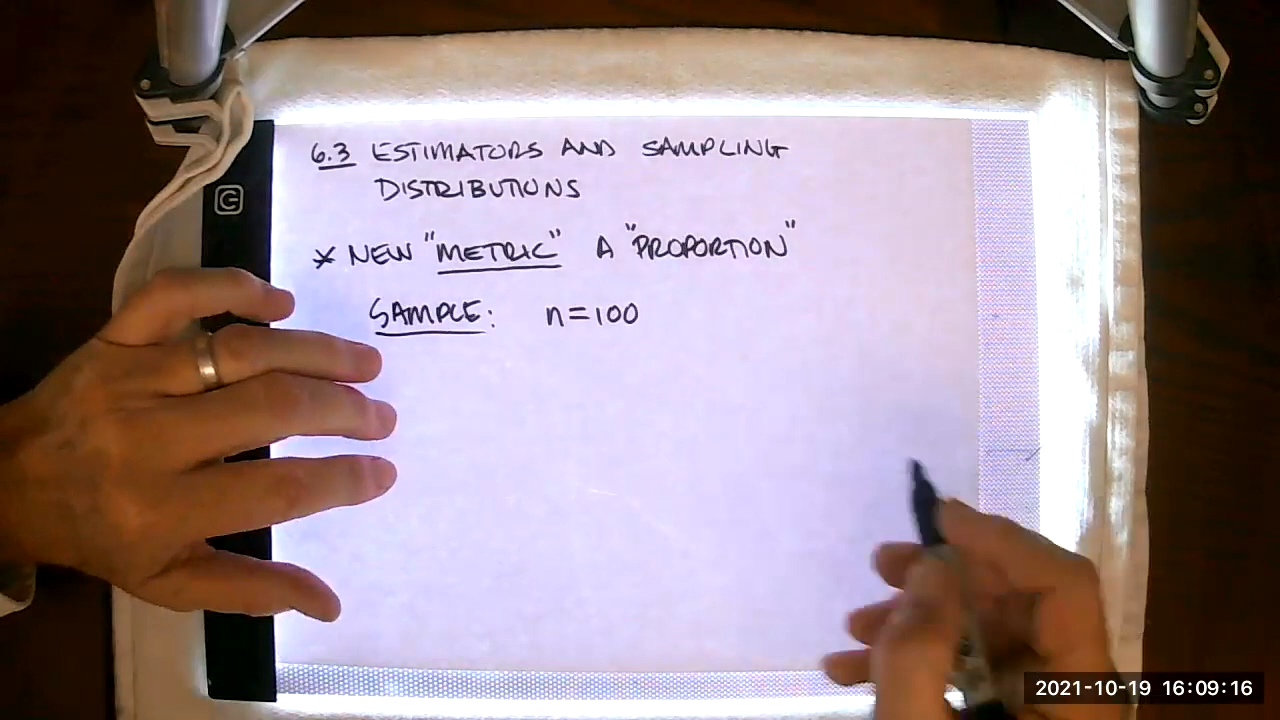 6.3 ESTIMATORS AND SAMPLING
DISTRIBUTIONS
* NEW "METRIC" A "PROPORTION"
SAMPLE: n=100
2021-10-19 16:09:16